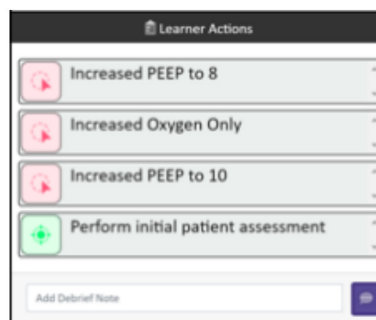 Learner Actions
Increased PEEP to 8
Increased Oxygen Only
Increased PEEP to 10
Perform initial patient assessment
Add Debrief Note